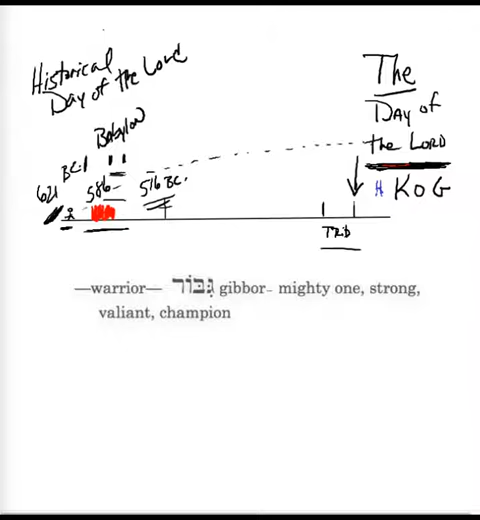 Historical
Day of the Lord
Babylon
621
BC.
586
516 BC.
The
DAY of
the LORD
H KOG
TRIB
—warrior— גִּבּוֹר gibbor- mighty one, strong,
valiant, champion